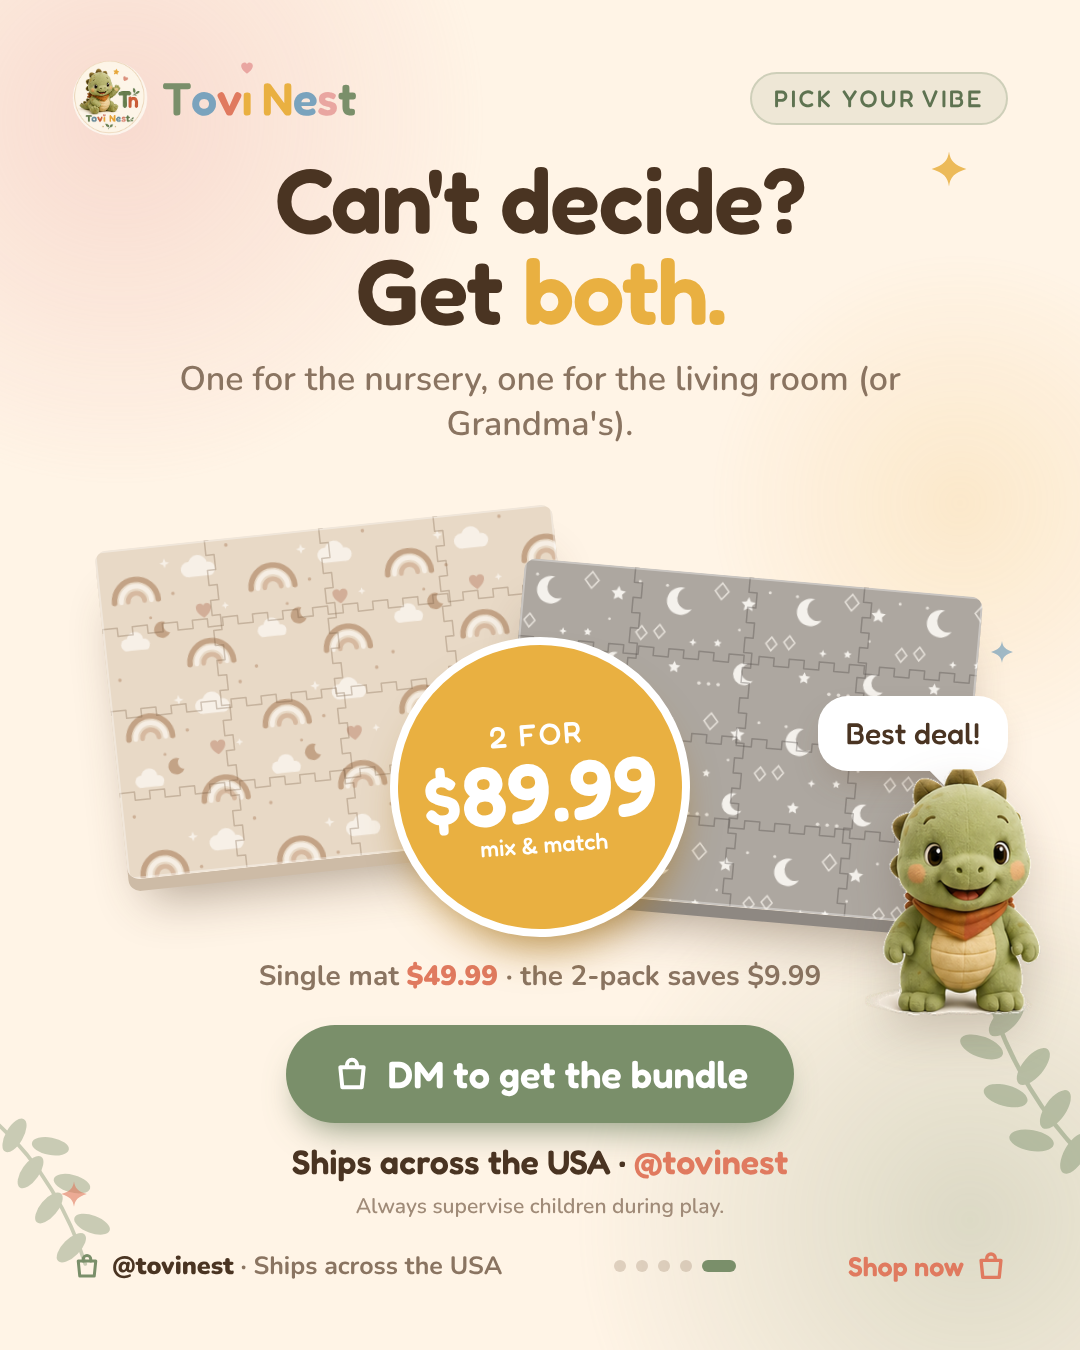 Tn
Tovi Nest
Tovi Nest
PICK YOUR VIBE
Can't decide?
Get both.
One for the nursery, one for the living room (or
Grandma's).
2 FOR
$89.99
mix & match
Best deal!
Single mat $49.99 · the 2-pack saves $9.99
DM to get the bundle
Ships across the USA · @tovinest
Always supervise children during play.
@tovinest · Ships across the USA
Shop now